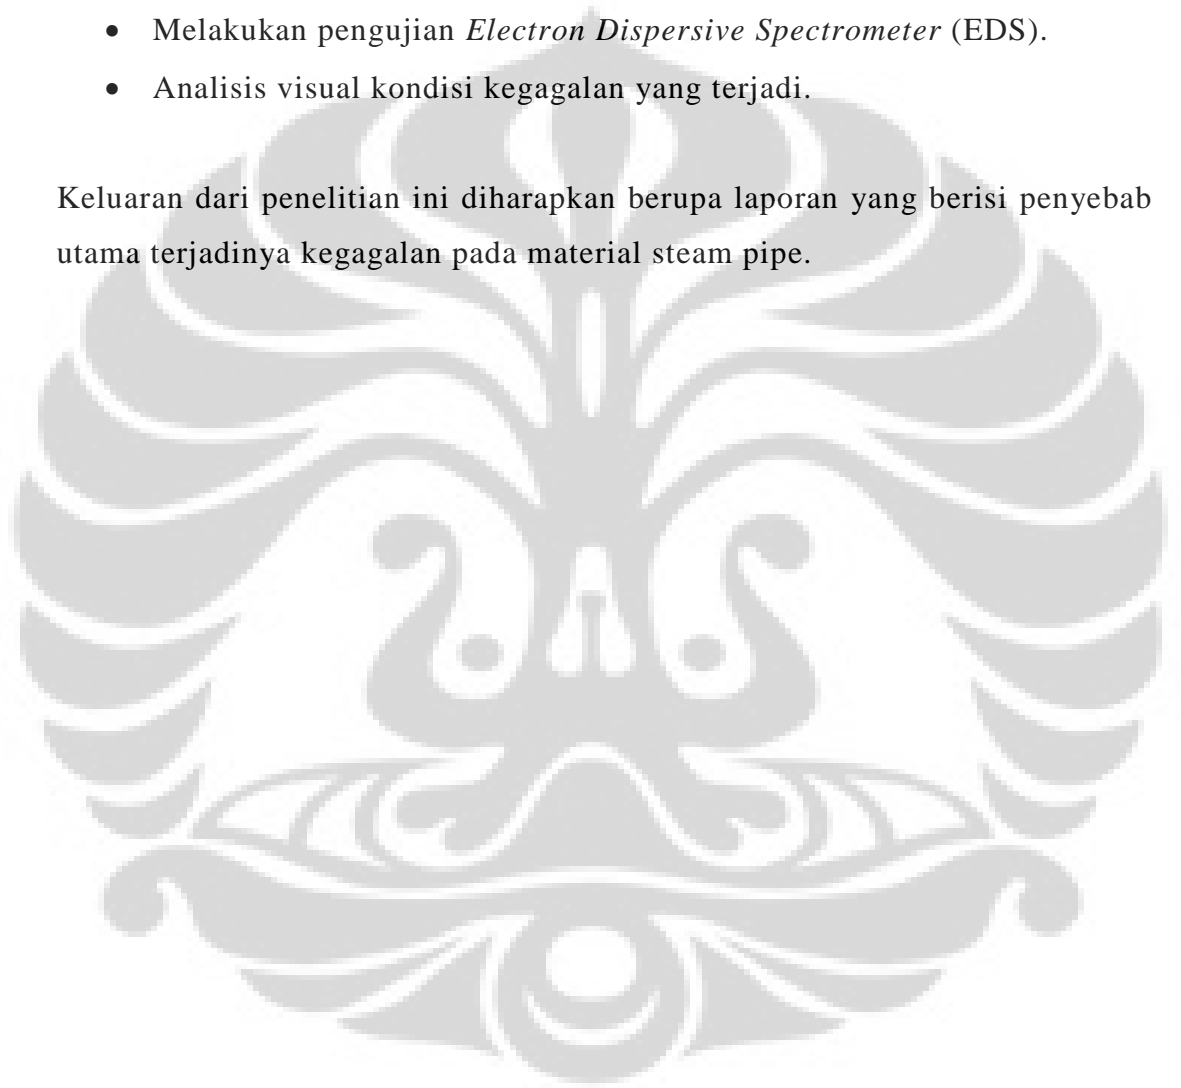 • Melakukan pengujian Electron Dispersive Spectrometer (EDS).
• Analisis visual kondisi kegagalan yang terjadi.
Keluaran dari penelitian ini diharapkan berupa laporan yang berisi penyebab
utama terjadinya kegagalan pada material steam pipe.